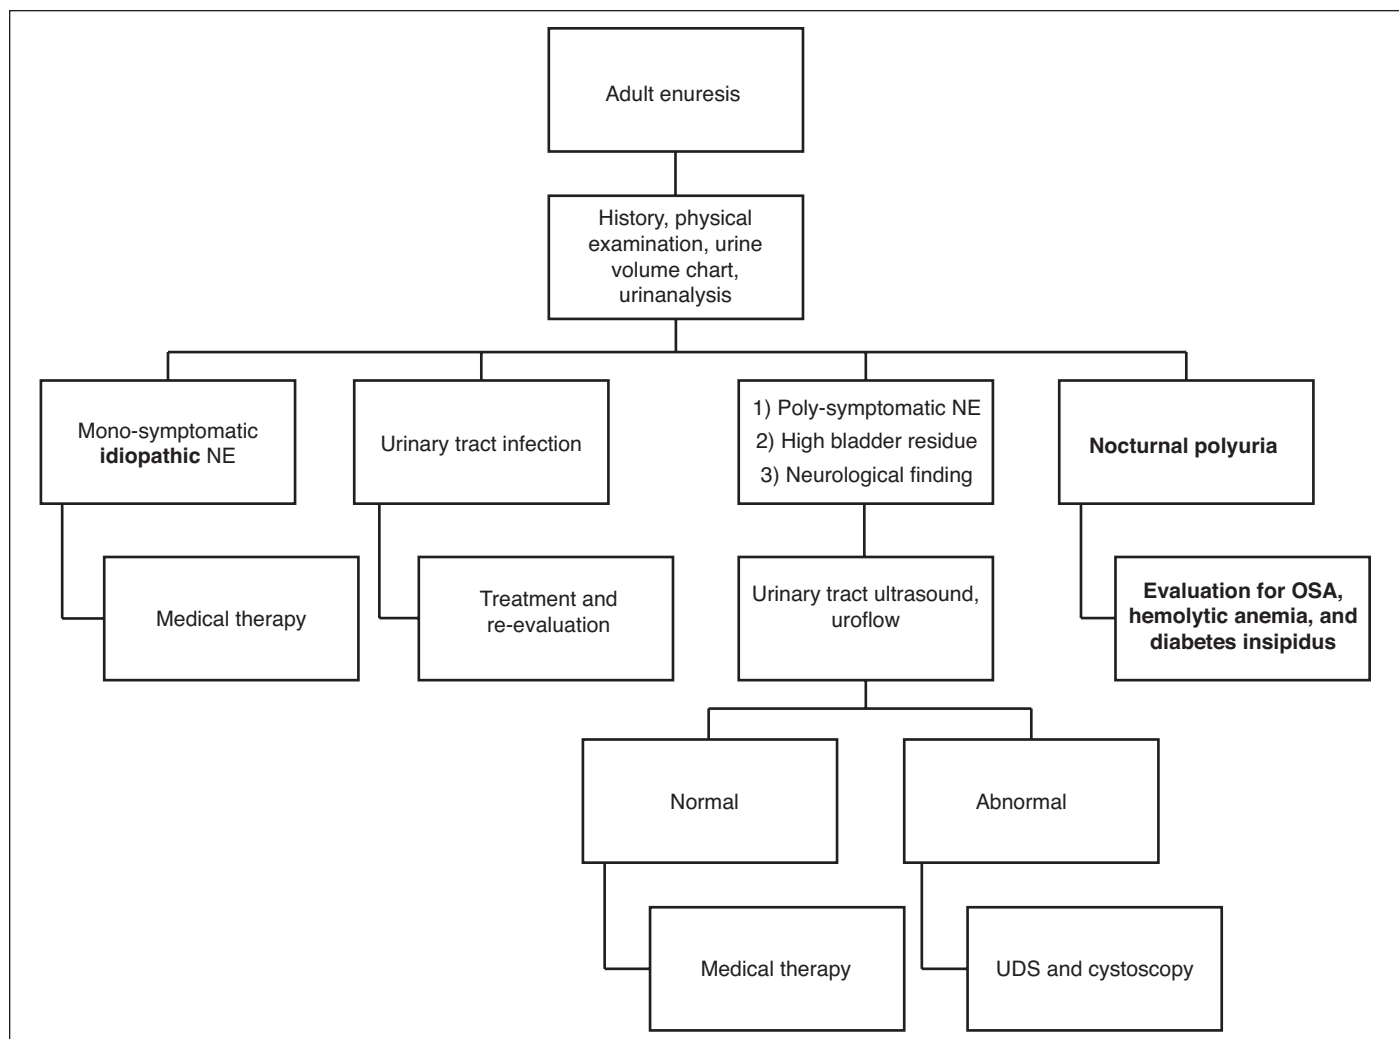 Adult enuresis
History, physical
examination, urine
volume chart,
urinanalysis
Mono-symptomatic
idiopathic NE
Urinary tract infection
1) Poly-symptomatic NE
2) High bladder residue
3) Neurological finding
Nocturnal polyuria
Medical therapy
Treatment and
re-evaluation
Urinary tract ultrasound,
uroflow
Evaluation for OSA,
hemolytic anemia, and
diabetes insipidus
Normal
Abnormal
Medical therapy
UDS and cystoscopy